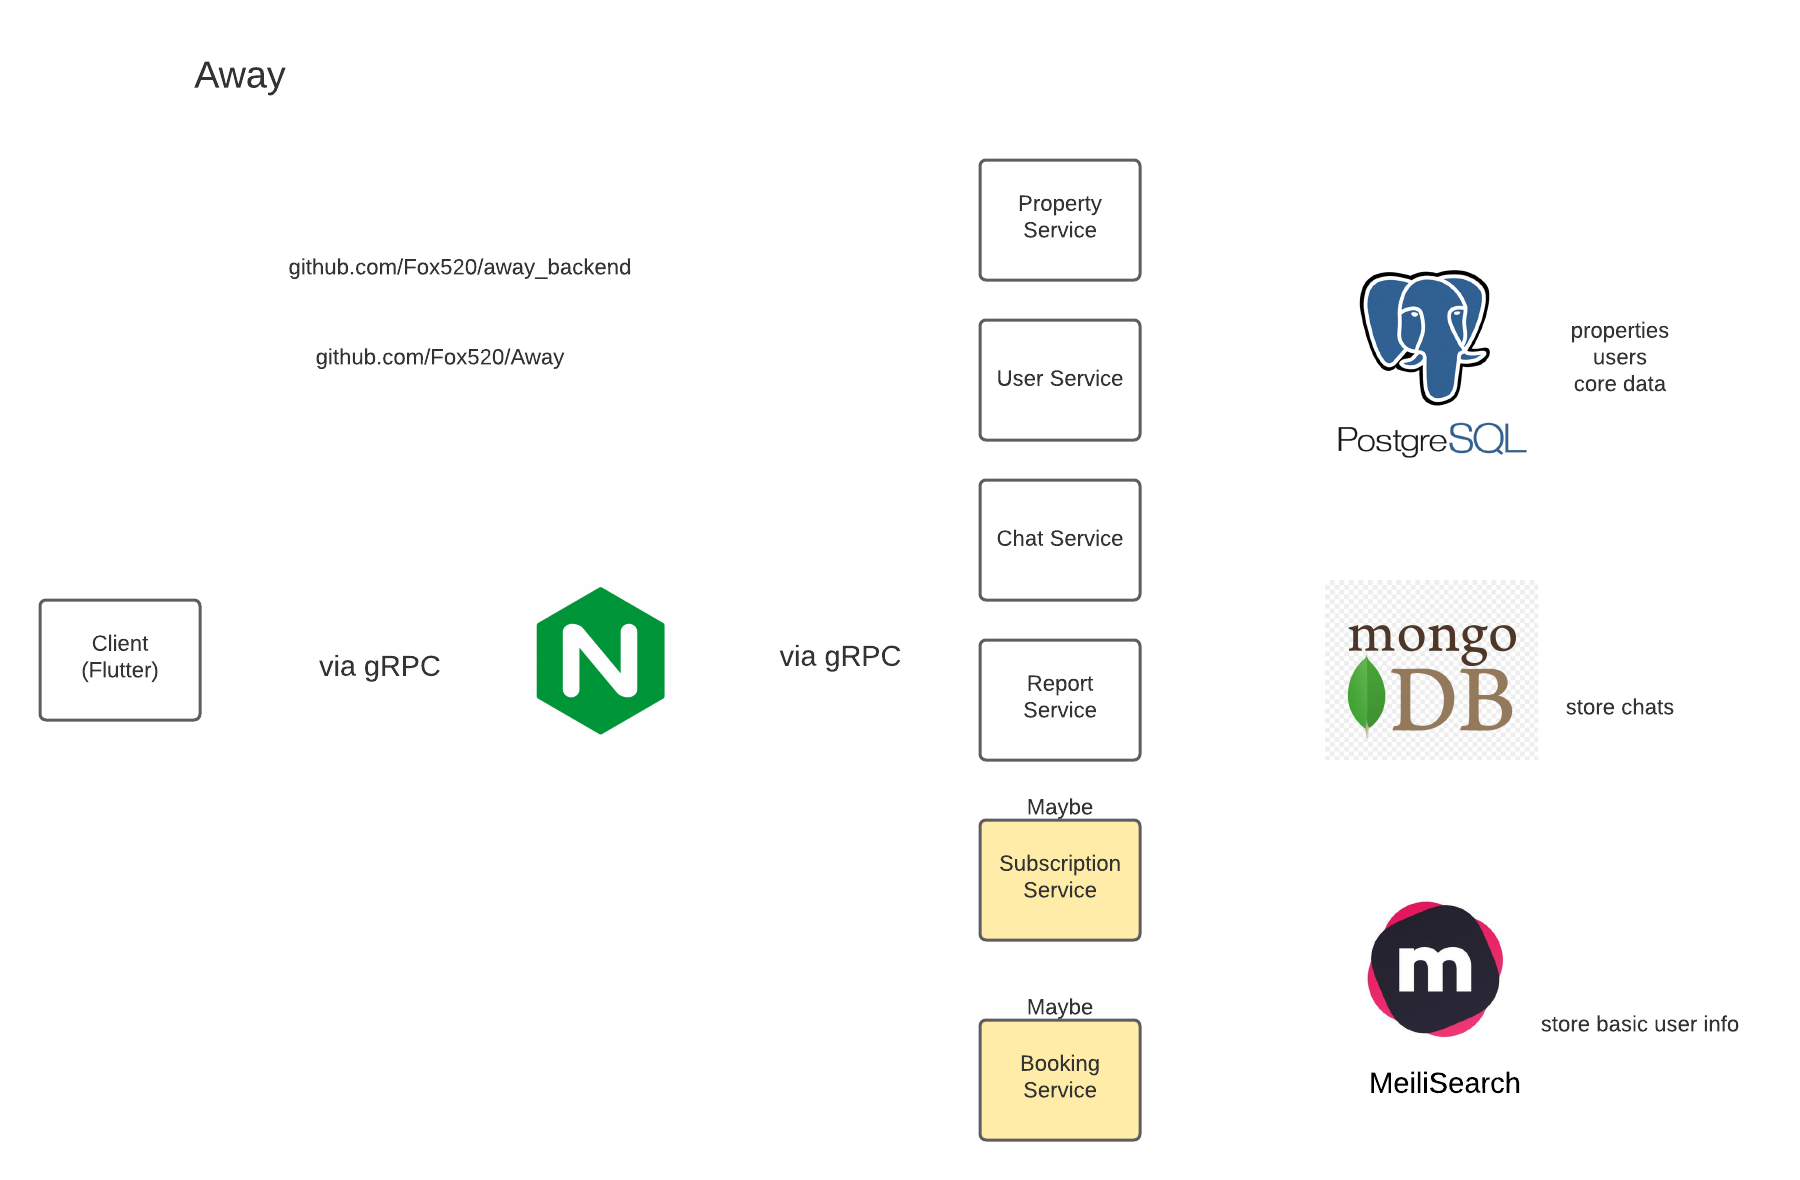 Away
github.com/Fox520/away_backend
github.com/Fox520/Away
Client
(Flutter)
via gRPC
N
via gRPC
Property
Service
User Service
Chat Service
Report
Service
Maybe
Subscription
Service
Maybe
Booking
Service
PostgreSQL
properties
users
core data
mongo
DB
store chats
m
MeiliSearch
store basic user info